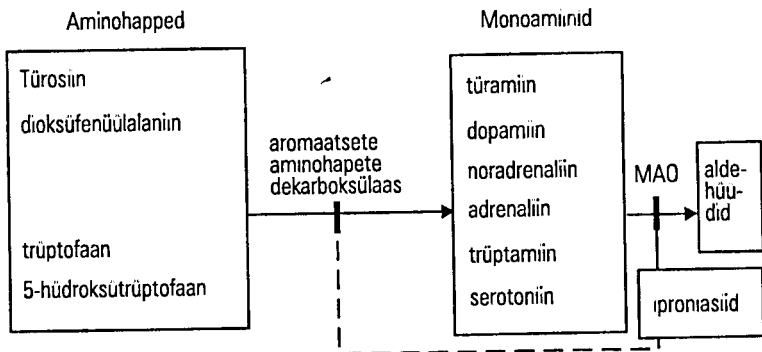 Aminohapped
Monoamiinid
Türosiin
dioksüfenüülalaniin
trüptofaan
5-hüdroksütrüptofaan
aromaatsete
aminohapete
dekarboksülaas
türamiin
dopamiin
noradrenaliin
adrenaliin
trüptamiin
serotoniin
MAO
alde-
hüü-
did
iproniasiid